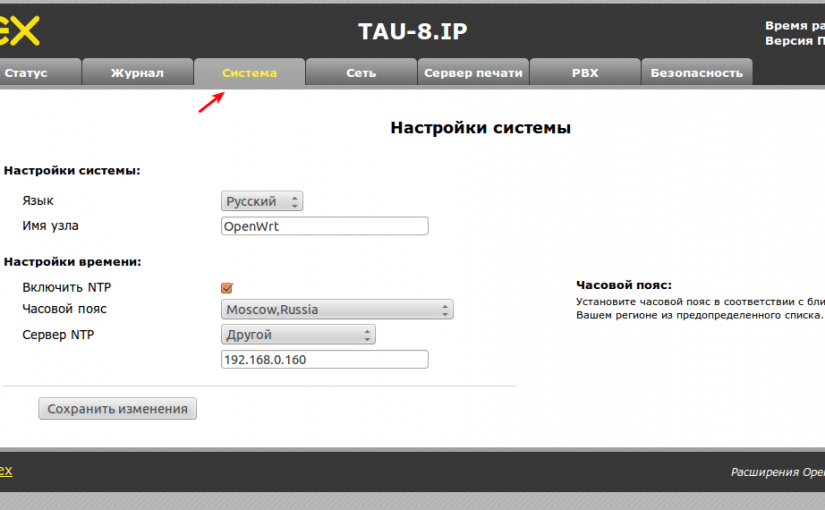 EX
TAU-8.IP
Время ра
Версия П
Статус Журнал Система Сеть Сервер печати PBX Безопасность
Настройки системы
Настройки системы:
Язык Русский
Имя узла OpenWrt
Настройки времени:
Включить NTP
Часовой пояс Moscow,Russia
Сервер NTP Другой
192.168.0.160
Часовой пояс:
Установите часовой пояс в соответствии с бли
Вашем регионе из предопределенного списка.
Сохранить изменения
ex
Расширения Ope